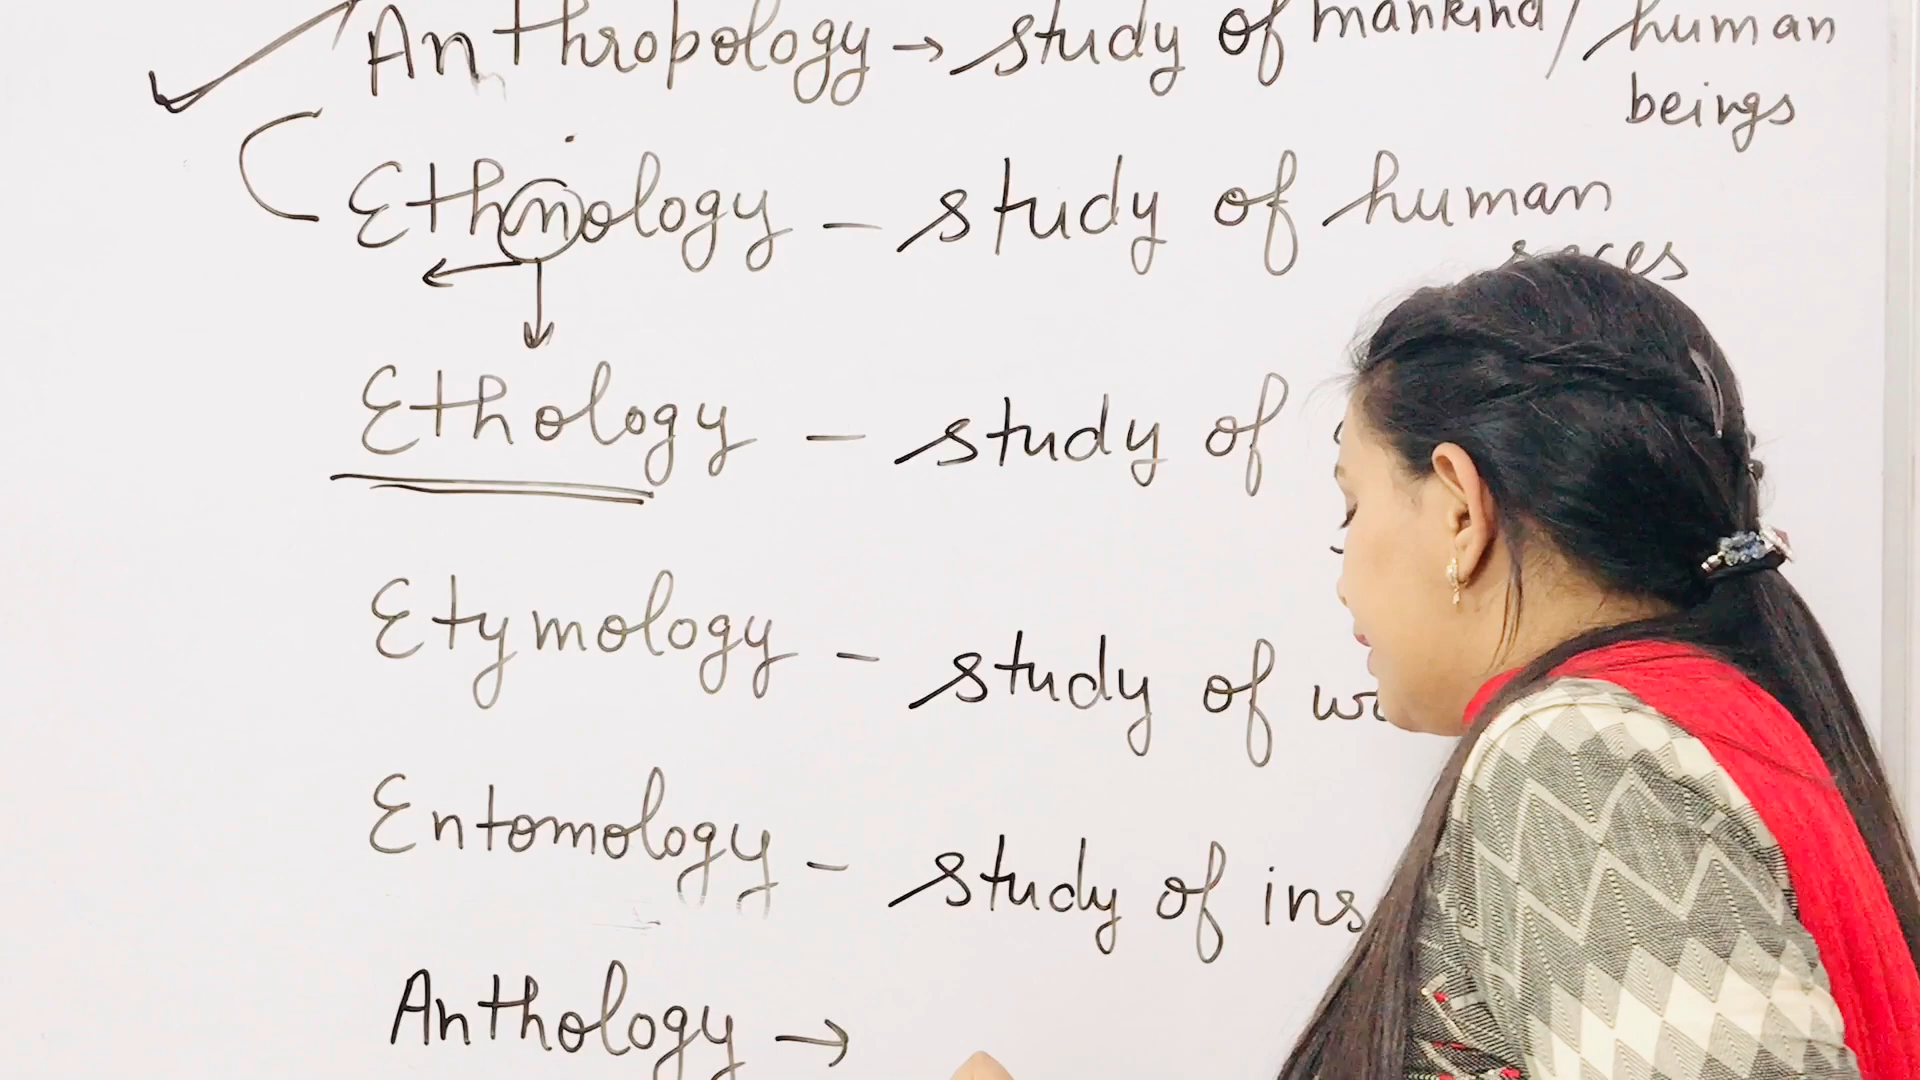 Anthropology → study of mankind / human
beings
Ethnology - study of human
races
Ethology - study of
Etymology - study of
Entomology - study of ins
Anthology →